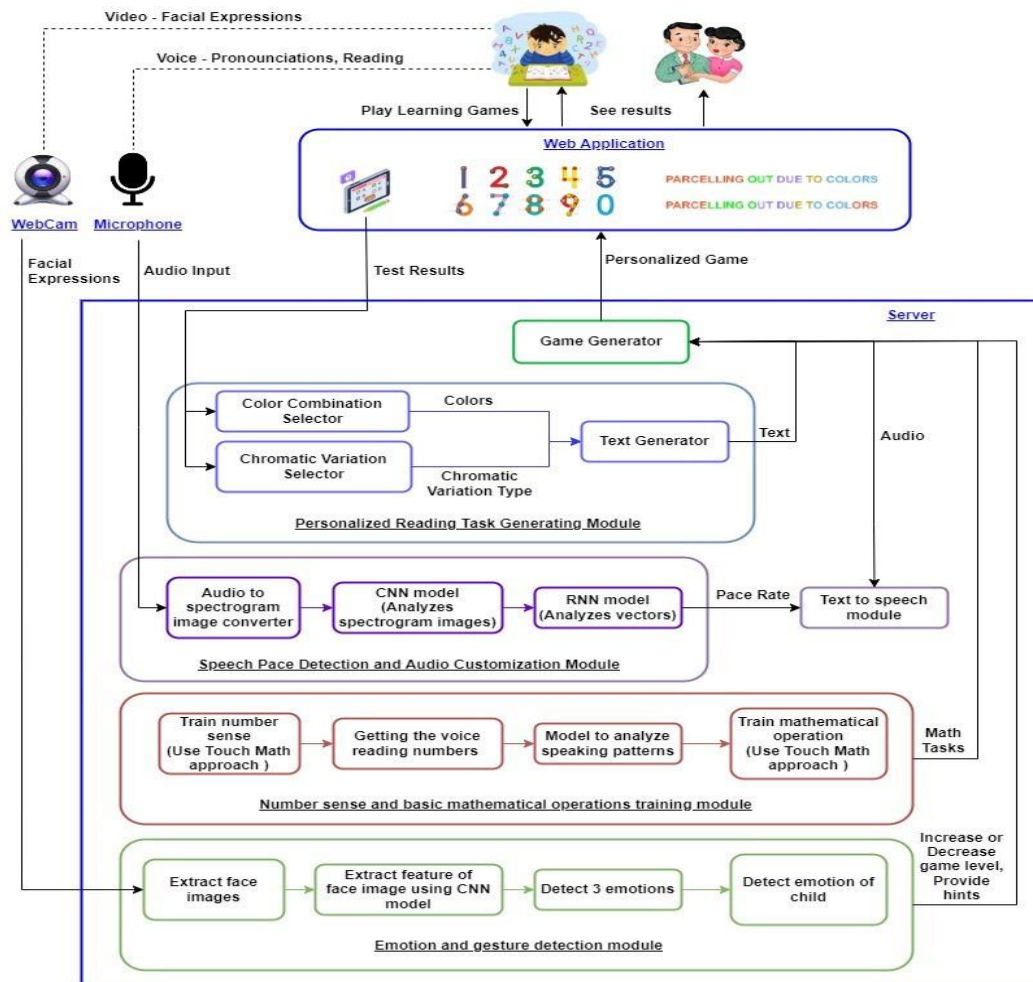 Video - Facial Expressions
Voice - Pronounciations, Reading
Play Learning Games
See results
Web Application
1 2 3 4 5
6 7 8 9 0
PARCELLING OUT DUE TO COLORS
PARCELLING OUT DUE TO COLORS
WebCam
Microphone
Facial
Expressions
Audio Input
Test Results
Personalized Game
Server
Game Generator
Color Combination
Selector
Colors
Chromatic Variation
Selector
Chromatic
Variation Type
Text Generator
Text
Audio
Personalized Reading Task Generating Module
Audio to
spectrogram
image converter
CNN model
(Analyzes
spectrogram images)
RNN model
(Analyzes vectors)
Pace Rate
Text to speech
module
Speech Pace Detection and Audio Customization Module
Train number
sense
(Use Touch Math
approach )
Getting the voice
reading numbers
Model to analyze
speaking patterns
Train mathematical
operation
(Use Touch Math
approach )
Math
Tasks
Number sense and basic mathematical operations training module
Increase or
Decrease
game level,
Provide
hints
Extract face
images
Extract feature of
face image using CNN
model
Detect 3 emotions
Detect emotion of
child
Emotion and gesture detection module